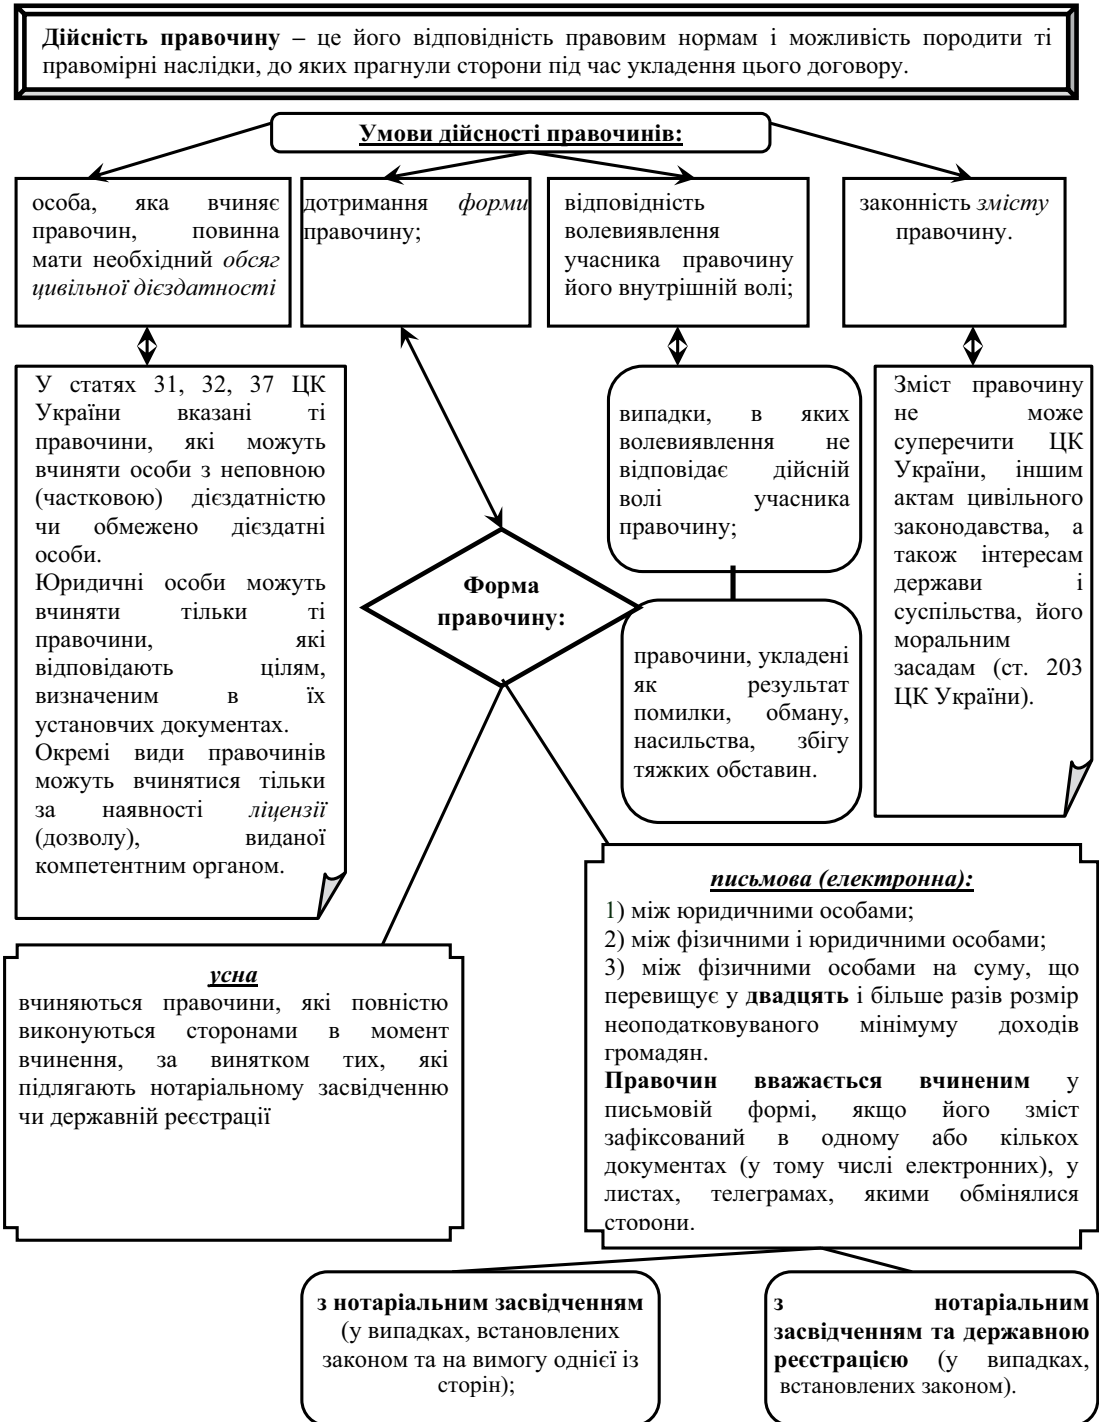 Дійсність правочину – це його відповідність правовим нормам і можливість породити ті
правомірні наслідки, до яких прагнули сторони під час укладення цього договору.
Умови дійсності правочинів:
особа, яка вчиняє
правочин, повинна
мати необхідний обсяг
цивільної дієздатності
дотримання форми
правочину;
відповідність
волевиявлення
учасника правочину
його внутрішній волі;
законність змісту
правочину.
У статях 31, 32, 37 ЦК
України вказані ті
правочини, які можуть
вчиняти особи з неповною
(частковою) дієздатністю
чи обмежено дієздатні
особи.
Юридичні особи можуть
вчиняти тільки ті
правочини, які
відповідають цілям,
визначеним в їх
установчих документах.
Окремі види правочинів
можуть вчинятися тільки
за наявності ліцензії
(дозволу), виданої
компетентним органом.
випадки, в яких
волевиявлення не
відповідає дійсній
волі учасника
правочину;
Зміст правочину
не може
суперечити ЦК
України, іншим
актам цивільного
законодавства, а
також інтересам
держави і
суспільства, його
моральним
засадам (ст. 203
ЦК України).
Форма
правочину:
правочини, укладені
як результат
помилки, обману,
насильства, збігу
тяжких обставин.
письмова (електронна):
1) між юридичними особами;
2) між фізичними і юридичними особами;
3) між фізичними особами на суму, що
перевищує у двадцять і більше разів розмір
неоподатковуваного мінімуму доходів
громадян.
Правочин вважається вчиненим у
письмовій формі, якщо його зміст
зафіксований в одному або кількох
документах (у тому числі електронних), у
листах, телеграмах, якими обмінялися
сторони.
усна
вчиняються правочини, які повністю
виконуються сторонами в момент
вчинення, за винятком тих, які
підлягають нотаріальному засвідченню
чи державній реєстрації
з нотаріальним засвідченням
(у випадках, встановлених
законом та на вимогу однієї із
сторін);
з нотаріальним
засвідченням та державною
реєстрацією (у випадках,
встановлених законом).